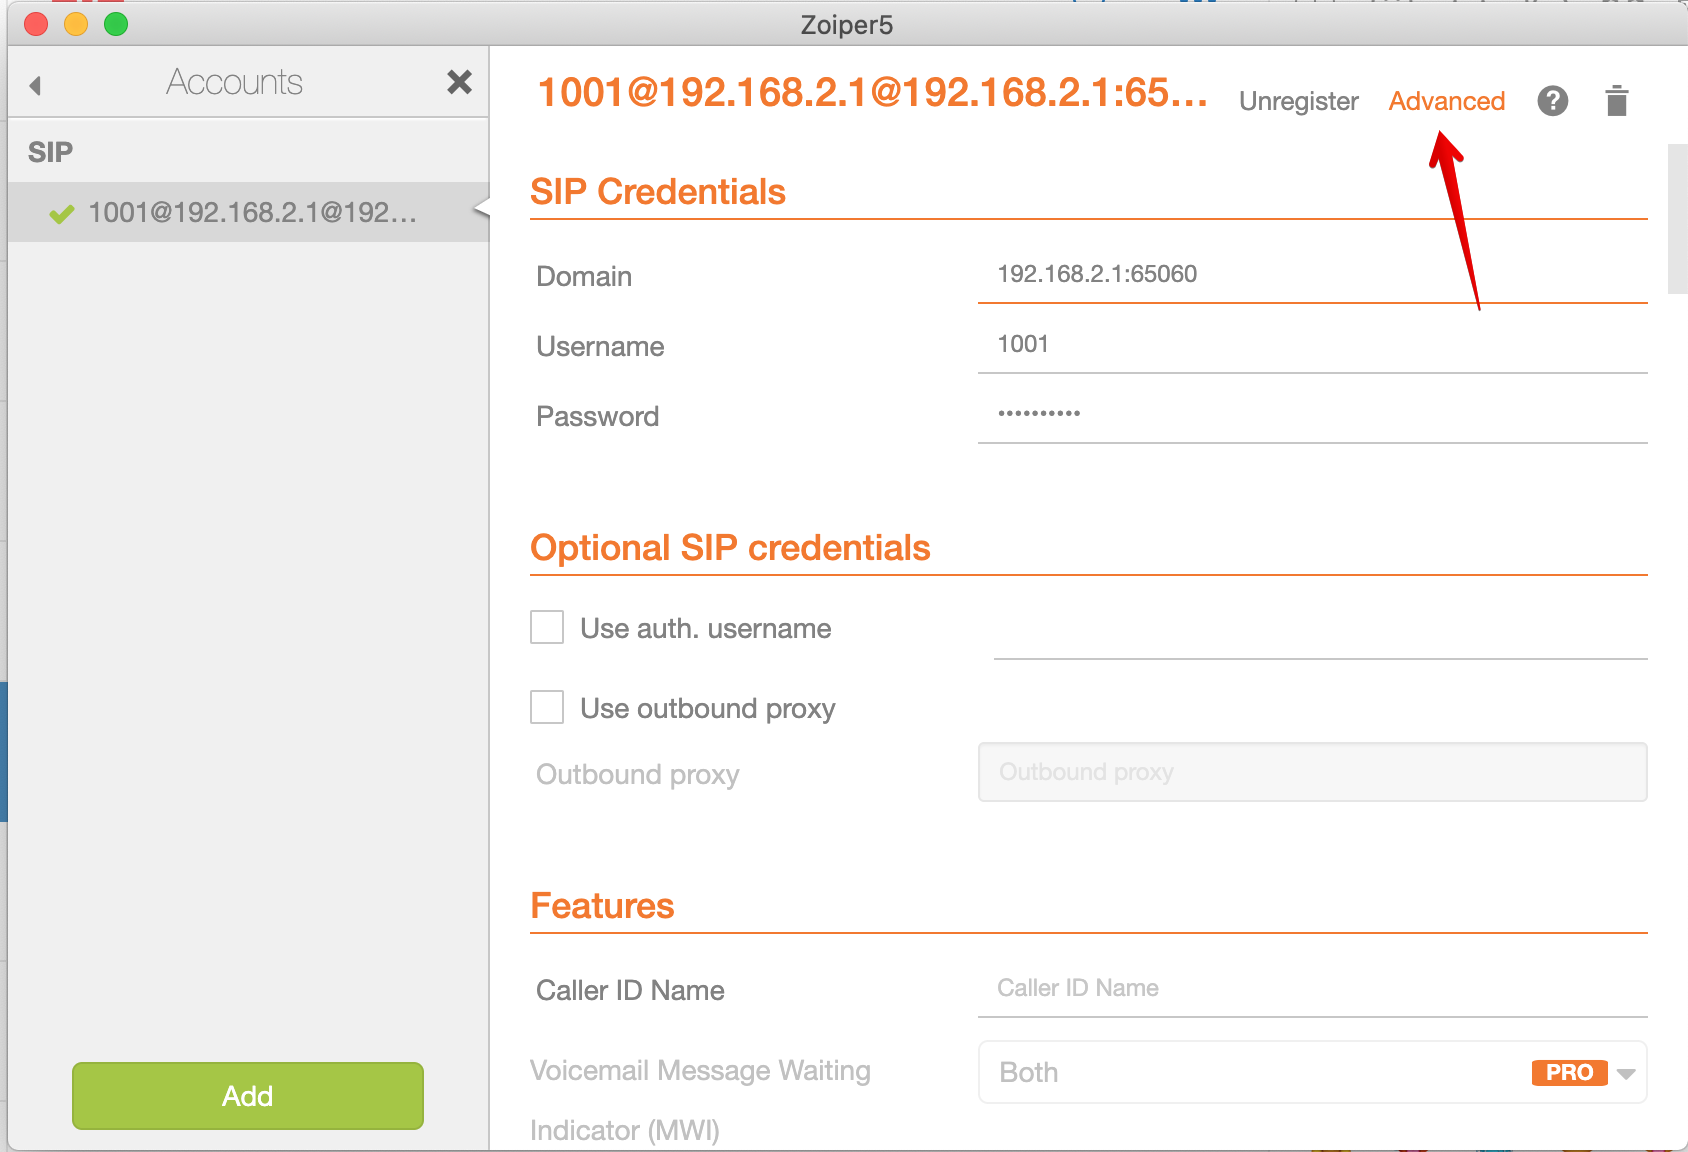 Zoiper5
Accounts
SIP
1001@192.168.2.1@192...
1001@192.168.2.1@192.168.2.1:65...
Unregister
Advanced
?
SIP Credentials
Domain
192.168.2.1:65060
Username
1001
Password
••••••••••
Optional SIP credentials
Use auth. username
Use outbound proxy
Outbound proxy
Outbound proxy
Features
Caller ID Name
Caller ID Name
Voicemail Message Waiting
Indicator (MWI)
Both
PRO
Add